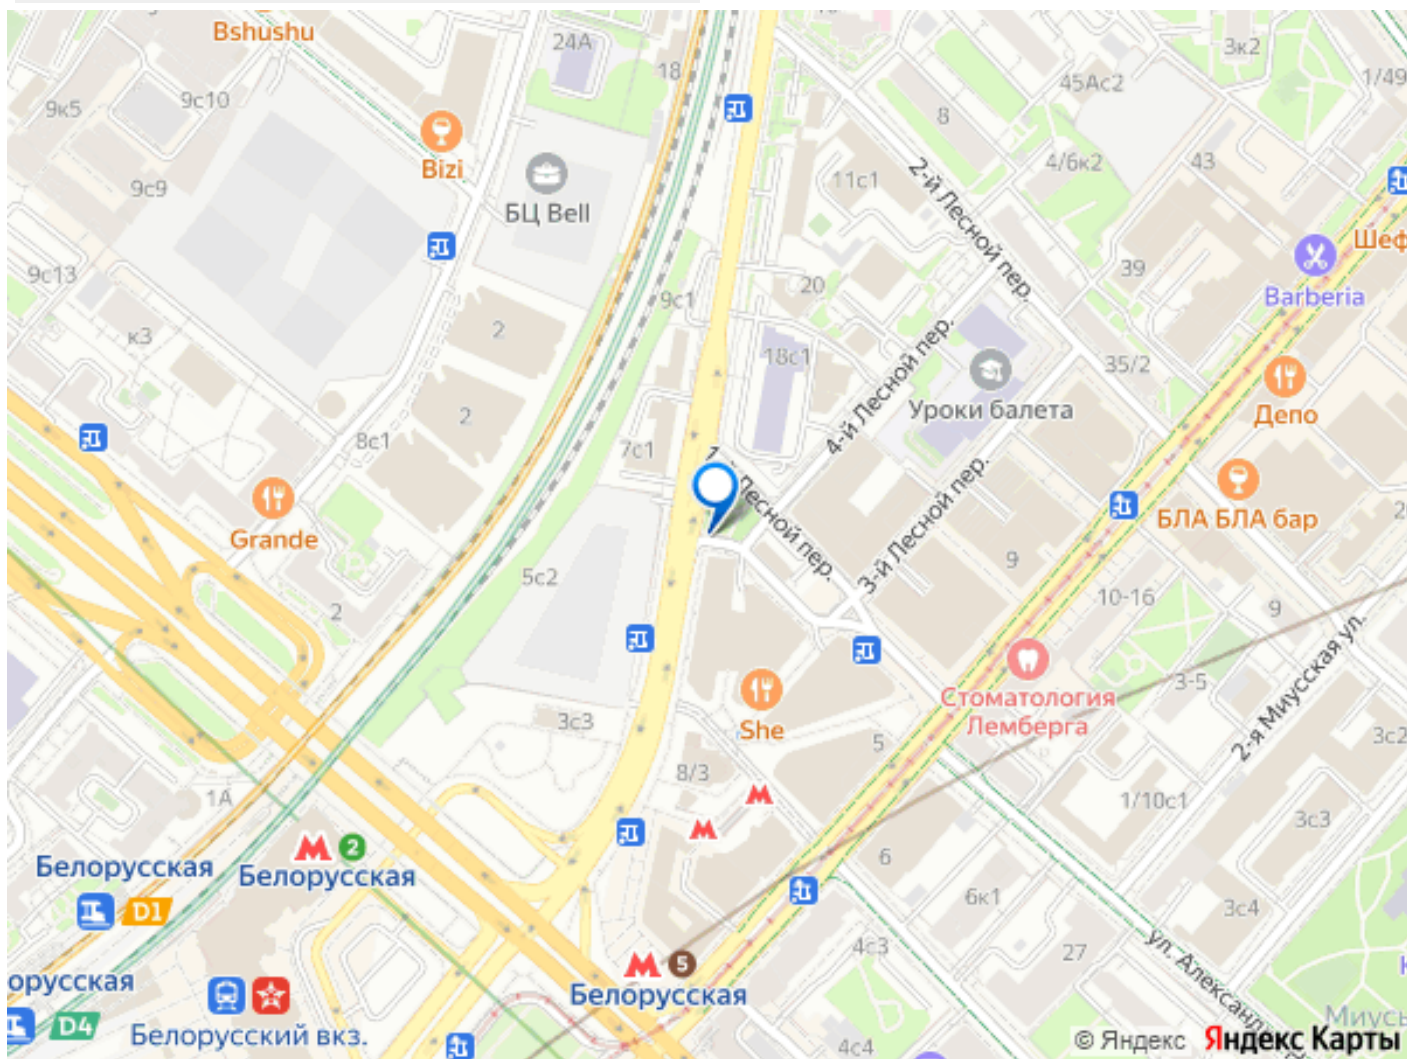 Bshushu
24А
3к2
18
1/49
9к5
9с10
45Ас2
8
Bizi
4/6к2
43
9с9
11с1
2-й Лесной пер.
БЦ Bell
Шеф
9с13
39
9с1
20
Barberia
2
к3
18с1
35/2
4-й Лесной пер.
Уроки балета
Депо
2
8с1
7с1
Лесной пер.
3-й Лесной пер.
БЛА БЛА бар
Grande
9
5с2
10-16
9
2
2-я Миусская ул.
3-5
Стоматология
Лемберга
3с3
She
5
3с2
8/3
1А
1/10с1
3с3
М 2
Белорусская
Белорусская
D1
6
6к1
3с4
4с3
27
ул. Александ
М 5
Белорусская
орусская
D4
Белорусский вкз.
Миусь
4с4
© Яндекс Яндекс Карты